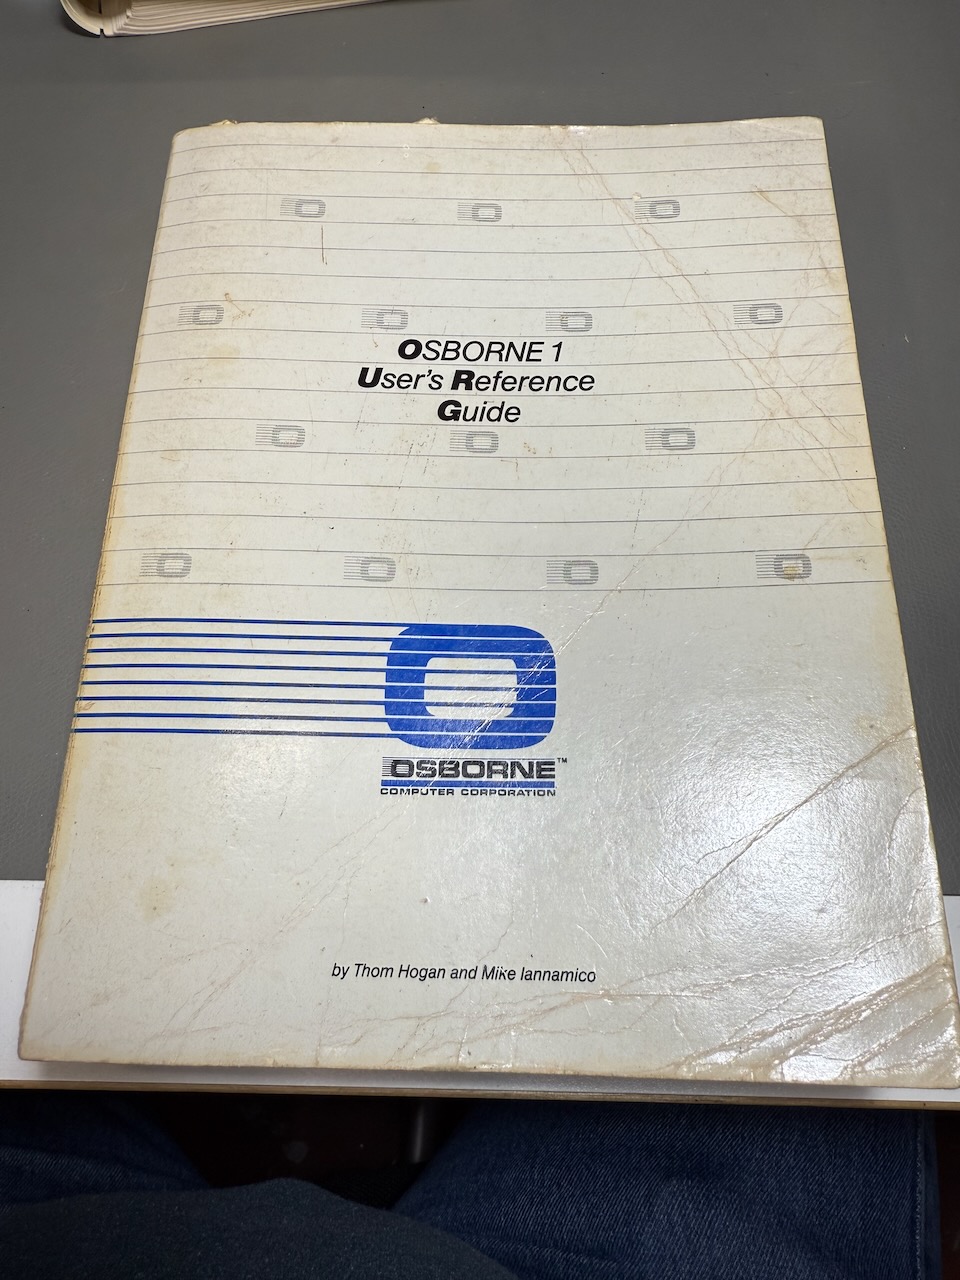 OSBORNE 1
User's Reference
Guide
OSBORNE™
COMPUTER CORPORATION
by Thom Hogan and Mike Iannamico